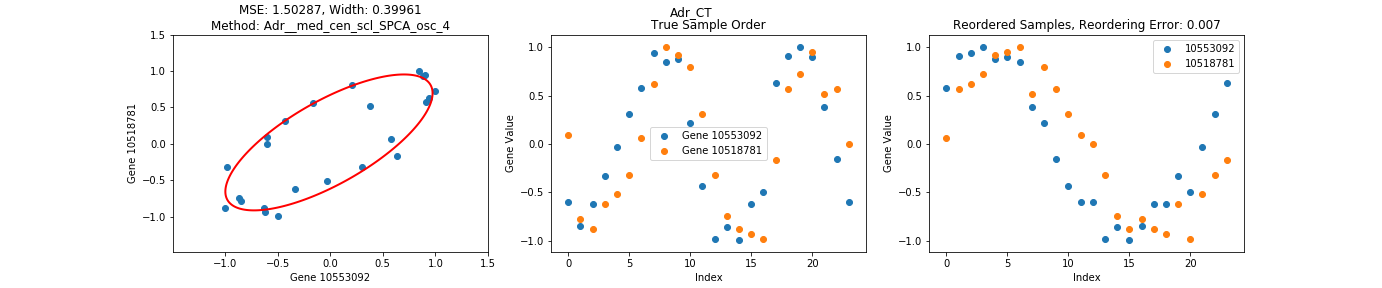 Adr_CT
MSE: 1.50287, Width: 0.39961
Method: Adr__med_cen_scl_SPCA_osc_4
1.5
1.0
0.5
0.0
−0.5
−1.0
Gene 10518781
−1.0
−0.5
0.0
0.5
1.0
1.5
Gene 10553092
True Sample Order
1.0
0.5
0.0
−0.5
−1.0
Gene Value
Gene 10553092
Gene 10518781
0
5
10
15
20
Index
Reordered Samples, Reordering Error: 0.007
1.0
0.5
0.0
−0.5
−1.0
Gene Value
10553092
10518781
0
5
10
15
20
Index